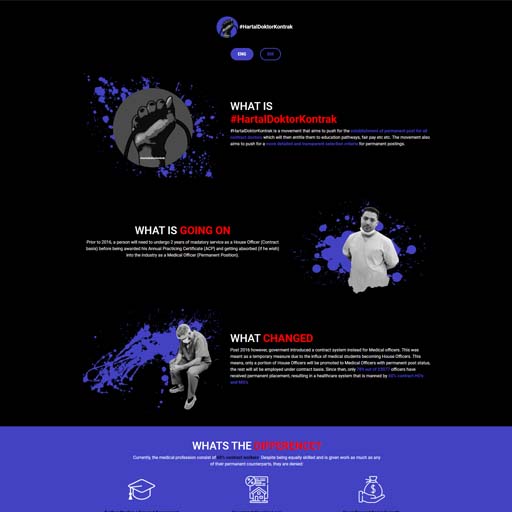 #HartalDoktorKontrak
ENG
BM
WHAT IS
#HartalDoktorKontrak
#HartalDoktorKontrak is a movement that aims to push for the establishment of permanent post for all
contract doctors which will then entitle them to education pathways, fair pay etc etc. The movement also
aims to push for a more detailed and transparent selection criteria for permanent postings.
WHAT IS GOING ON
Prior to 2016, a person will need to undergo 2 years of madatory service as a House Officer (Contract
basis) before being awarded his Annual Practicing Certificate (ACP) and getting absorbed (if he wish)
into the industry as a Medical Officer (Permanent Position).
WHAT CHANGED
Post 2016 however, goverment introduced a contract system instead for Medical officers. This was
meant as a temporary measure due to the influx of medical students becoming House Officers. This
means, only a portion of House Officers will be promoted to Medical Officers with permanent post status,
the rest will all be employed under contract basis. Since then, only 789 out of 23077 officers have
received permanent placement, resulting in a healthcare system that is manned by
and MO's
WHATS THE DIFFERENCE?
Currently, the medical profession consist of contract workers. Despite being equally skilled and is given work as much as any
of their permanent counterparts, they are denied: